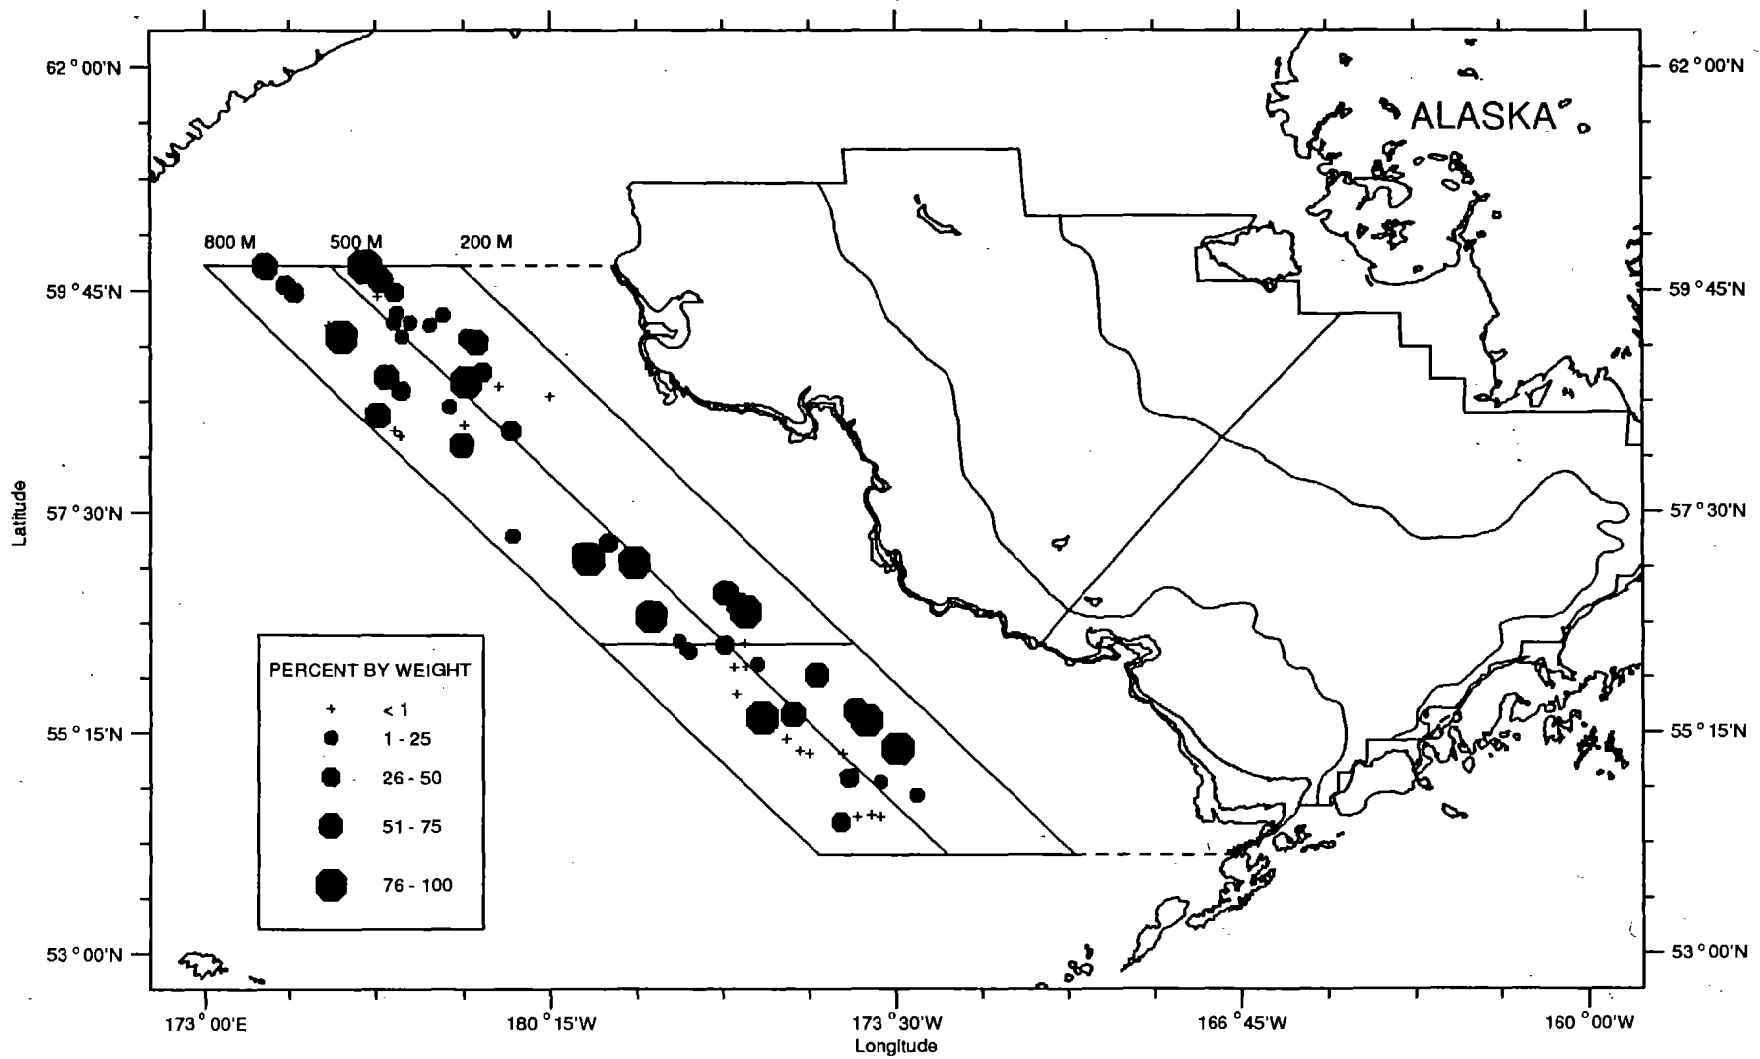 62°00'N
62°00'N
ALASKA
800 M
500 M
200 M
59°45'N
59°45'N
Latitude
57°30'N
57°30'N
PERCENT BY WEIGHT
+ < 1
1 - 25
26 - 50
51 - 75
76 - 100
55°15'N
55°15'N
53°00'N
53°00'N
173°00'E
180°15'W
173°30'W
166°45'W
160°00'W
Longitude